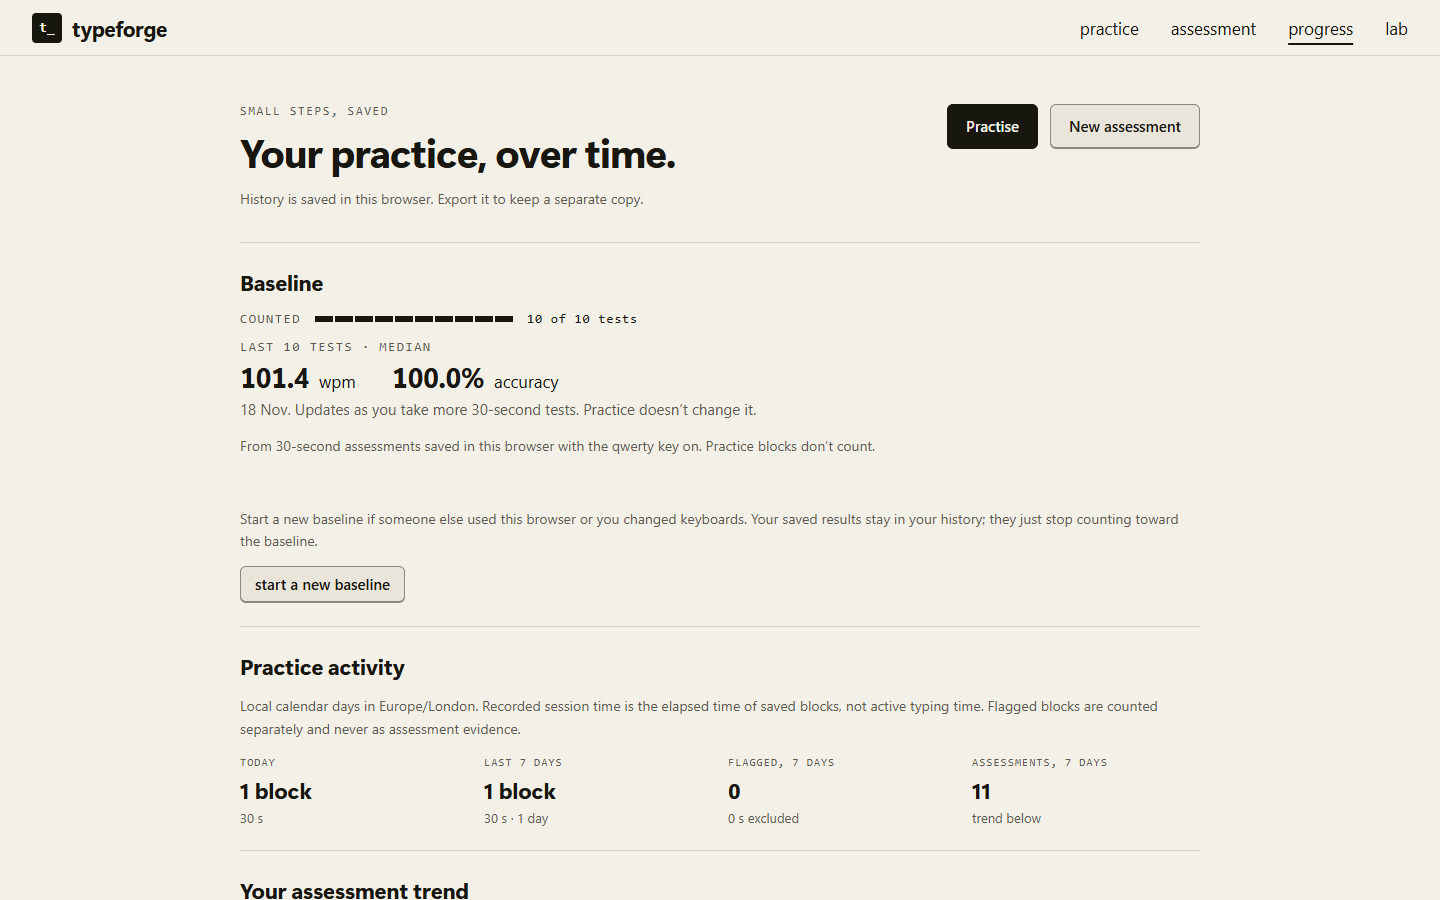 t_ typeforge
practice assessment progress lab
SMALL STEPS, SAVED
Your practice, over time.
History is saved in this browser. Export it to keep a separate copy.
Practise New assessment
Baseline
COUNTED 10 of 10 tests
LAST 10 TESTS · MEDIAN
101.4 wpm 100.0% accuracy
18 Nov. Updates as you take more 30-second tests. Practice doesn’t change it.
From 30-second assessments saved in this browser with the qwerty key on. Practice blocks don’t count.
Start a new baseline if someone else used this browser or you changed keyboards. Your saved results stay in your history; they just stop counting toward
the baseline.
start a new baseline
Practice activity
Local calendar days in Europe/London. Recorded session time is the elapsed time of saved blocks, not active typing time. Flagged blocks are counted
separately and never as assessment evidence.
TODAY LAST 7 DAYS FLAGGED, 7 DAYS ASSESSMENTS, 7 DAYS
1 block 1 block 0 11
30 s 30 s · 1 day 0 s excluded trend below
Your assessment trend